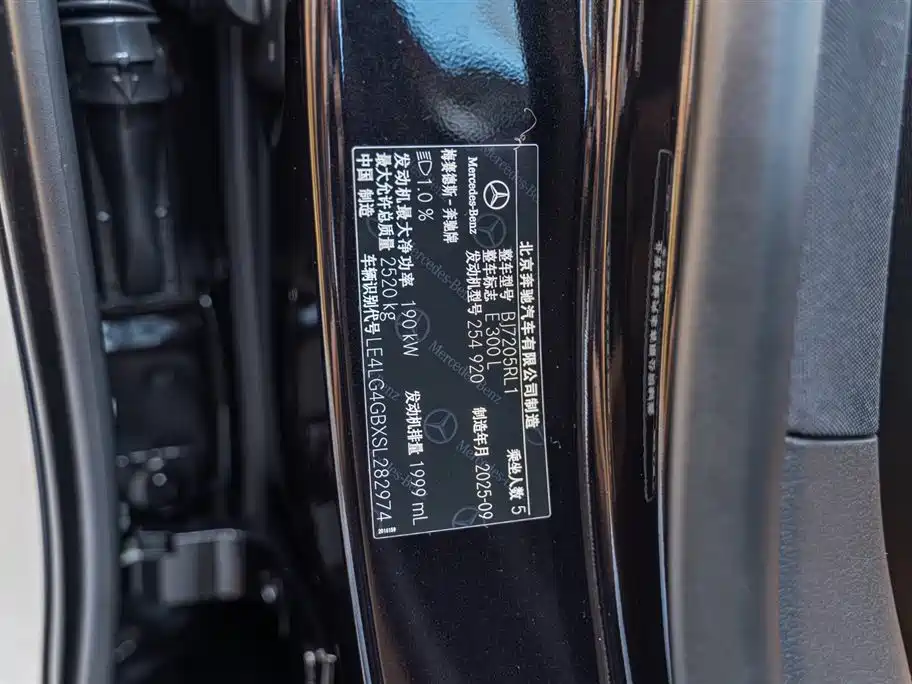 北京奔驰汽车有限公司制造
Mercedes-Benz
整车型号 BJ7205RL1
乘坐人数 5
整车标志 E 300 L
梅赛德斯-奔驰牌
发动机型号 254 920
制造年月 2025-09
1.0 %
发动机最大净功率 190 kW
发动机排量 1999 mL
最大允许总质量 2520 kg
中国 制造
车辆识别代号 LE4LG4GBXSL282974